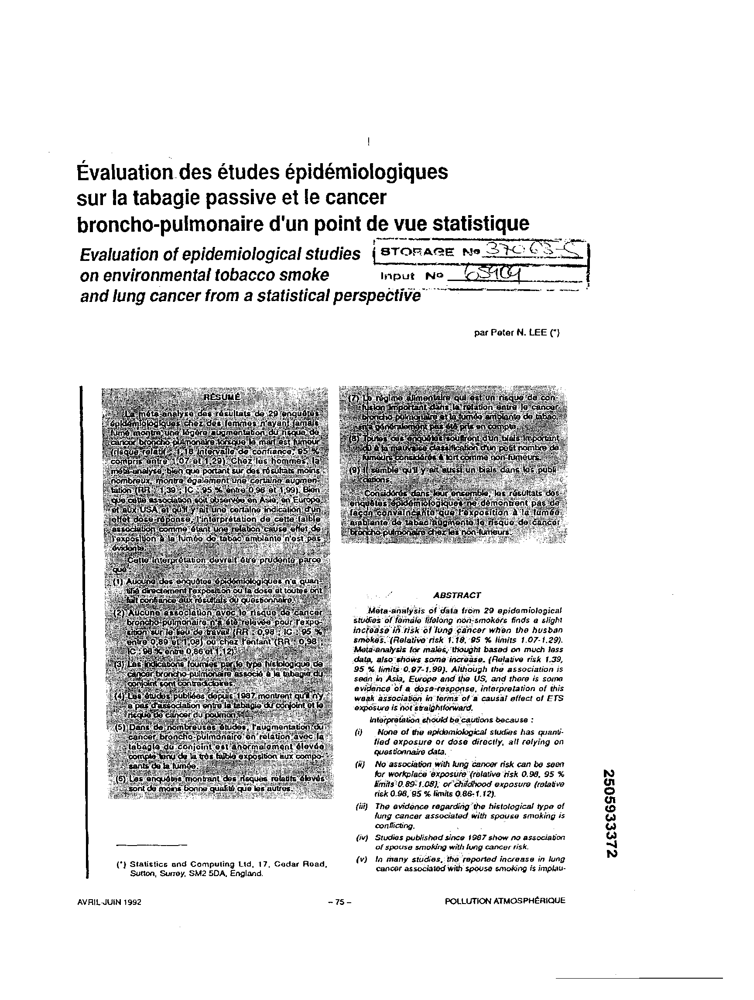 Évaluation des études épidémiologiques
sur la tabagie passive et le cancer
broncho-pulmonaire d'un point de vue statistique
Evaluation of epidemiological studies
on environmental tobacco smoke
and lung cancer from a statistical perspective
STORAGE No 37063-S
Input No
par Peter N. LEE (*)
RÉSUMÉ
La méta-analyse des résultats de 29 enquêtes
épidémiologiques chez des femmes n'ayant jamais
fumé montre une légère augmentation du risque de
cancer broncho-pulmonaire lorsque le mari est fumeur
(risque relatif : 1,18 intervalle de confiance, 95 %
compris entre 1,07 et 1,29). Chez les hommes, la
méta-analyse, bien que portant sur des résultats moins
nombreux, montre également une certaine augmen-
tation (RR : 1,39 ; IC : 95 % entre 0,98 et 1,99). Bien
que cette association soit observée en Asie, en Europe
et aux USA et qu'il y ait une certaine indication d'un
effet dose-réponse, l'interprétation de cette faible
association comme étant une relation cause effet de
l'exposition à la fumée de tabac ambiante n'est pas
évidente.
Cette interprétation devrait être prudente parce
que
(1) Aucune des enquêtes épidémiologiques n'a quan-
tifié directement l'exposition ou la dose et toutes ont
fait confiance aux résultats du questionnaire.
(2) Aucune association avec le risque de cancer
broncho-pulmonaire n'a été relevée pour l'expo-
sition sur le lieu de travail (RR : 0,98 ; IC : 95 %
entre 0,89 et 1,08) ou chez l'enfant (RR : 0,98 ;
IC : 95 % entre 0,86 et 1,12).
(3) Les indications fournies par le type histologique de
cancer broncho-pulmonaire associé à la tabagie du
conjoint sont contradictoires.
(4) Les études publiées depuis 1987 montrent qu'il n'y
a pas d'association entre la tabagie du conjoint et le
risque de cancer du poumon.
(5) Dans de nombreuses études, l'augmentation du
cancer broncho-pulmonaire en relation avec la
tabagie du conjoint est anormalement élevée
compte tenu de la très faible exposition aux compo-
sants de la fumée.
(6) Les enquêtes montrant des risques relatifs élevés
sont de moins bonne qualité que les autres.
(*) Statistics and Computing Ltd, 17, Cedar Road,
Sutton, Surrey, SM2 5DA, England.
(7) Le régime alimentaire qui est un risque de con-
fusion important dans la relation entre le cancer
broncho-pulmonaire et la fumée ambiante de tabac,
n'a généralement pas été pris en compte.
(8) Toutes ces enquêtes souffrent d'un biais important
dû à la mauvaise classification d'un petit nombre de
fumeurs considérés à tort comme non-fumeurs.
(9) Il semble qu'il y ait aussi un biais dans les publi-
cations.
Considérés dans leur ensemble, les résultats des
enquêtes épidémiologiques ne démontrent pas de
façon convaincante que l'exposition à la fumée
ambiante de tabac augmente le risque de cancer
broncho-pulmonaire chez les non-fumeurs.
ABSTRACT
Meta-analysis of data from 29 epidemiological
studies of female lifelong non-smokers finds a slight
increase in risk of lung cancer when the husban
smokes. (Relative risk 1.18, 95 % limits 1.07-1.29).
Meta-analysis for males, thought based on much less
data, also shows some increase. (Relative risk 1.39,
95 % limits 0.97-1.99). Although the association is
seen in Asia, Europe and the US, and there is some
evidence of a dose-response, interpretation of this
weak association in terms of a causal effect of ETS
exposure is not straightforward.
Interpretation should be cautions because :
(i) None of the epidemiological studies has quanti-
fied exposure or dose directly, all relying on
questionnaire data.
(ii) No association with lung cancer risk can be seen
for workplace exposure (relative risk 0.98, 95 %
limits 0.89-1.08), or childhood exposure (relative
risk 0.98, 95 % limits 0.86-1.12).
(iii) The evidence regarding the histological type of
lung cancer associated with spouse smoking is
conflicting.
(iv) Studies published since 1987 show no association
of spouse smoking with lung cancer risk.
(v) In many studies, the reported increase in lung
cancer associated with spouse smoking is implau-
2505933372
AVRIL-JUIN 1992
– 75 –
POLLUTION ATMOSPHÉRIQUE